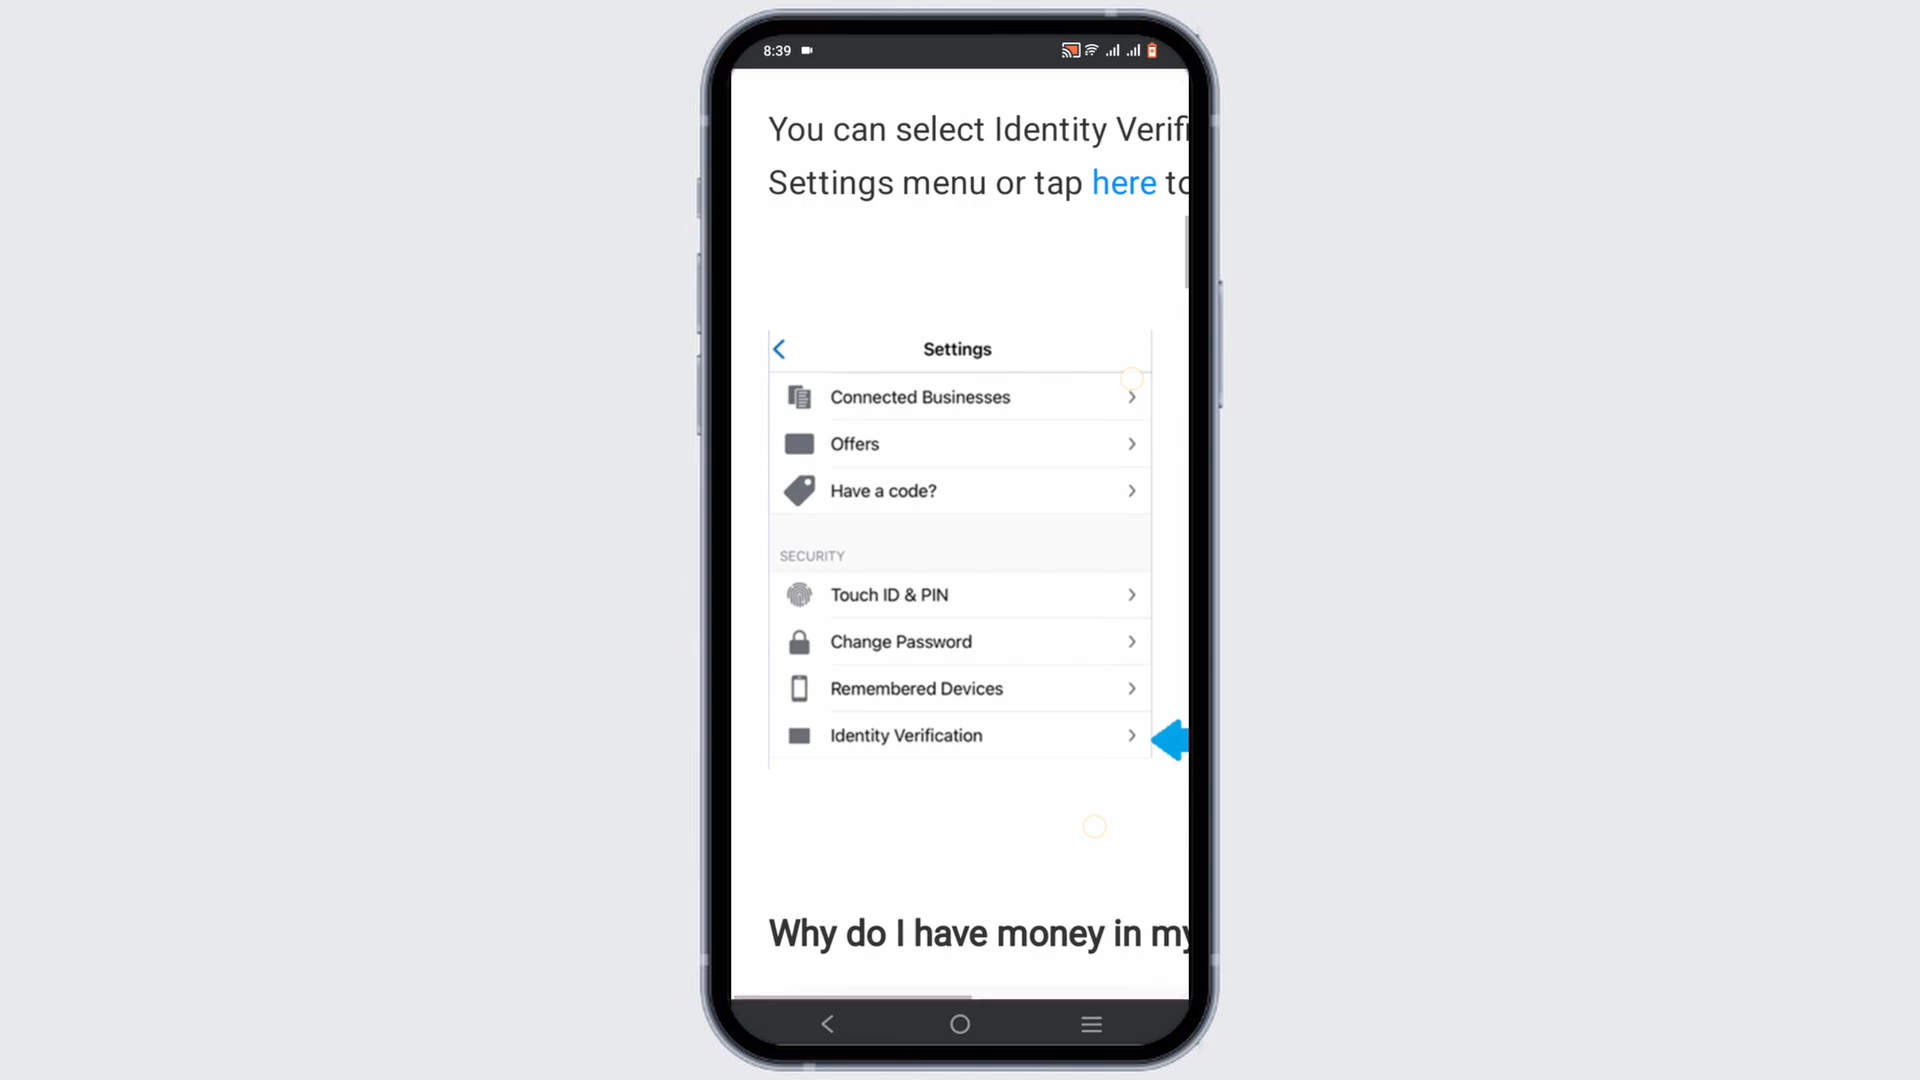 8:39
You can select Identity Verifi
Settings menu or tap here to
Settings
Connected Businesses
Offers
Have a code?
SECURITY
Touch ID & PIN
Change Password
Remembered Devices
Identity Verification
Why do I have money in my